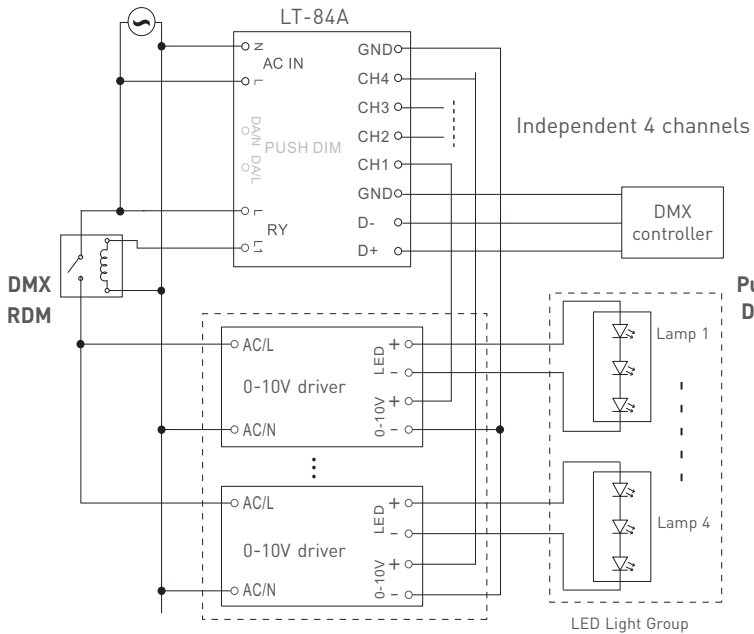 LT-84A
N
AC IN
L
DA/N
DA/L
PUSH DIM
L
RY
L1
GND
CH4
CH3
CH2
CH1
GND
D-
D+
Independent 4 channels
DMX
controller
DMX
RDM
Pu
D
AC/L
0-10V driver
AC/N
+
LED
-
+
0-10V
-
Lamp 1
AC/L
0-10V driver
AC/N
+
LED
-
+
0-10V
-
Lamp 4
LED Light Group